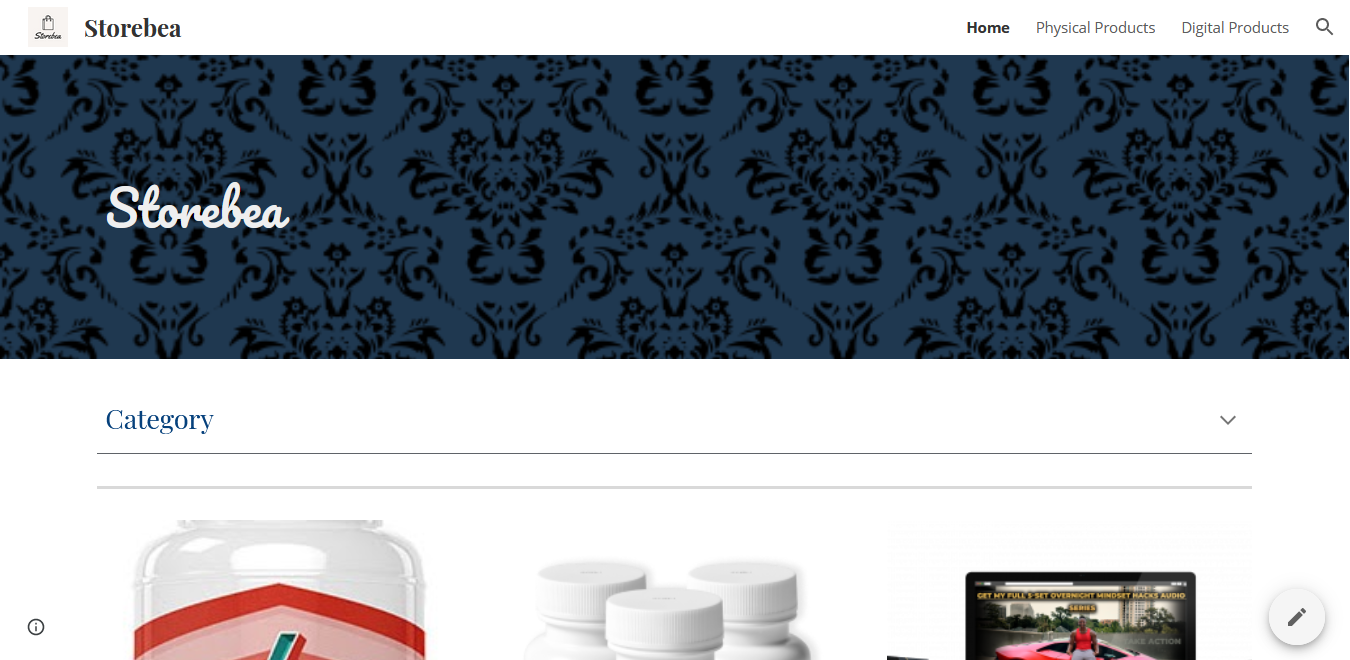 Storebea
Storebea
Home
Physical Products
Digital Products
Storebea
Category
GET MY FULL 5-SET OVERNIGHT MINDSET HACKS AUDIO
SERIES
TAKE ACTION